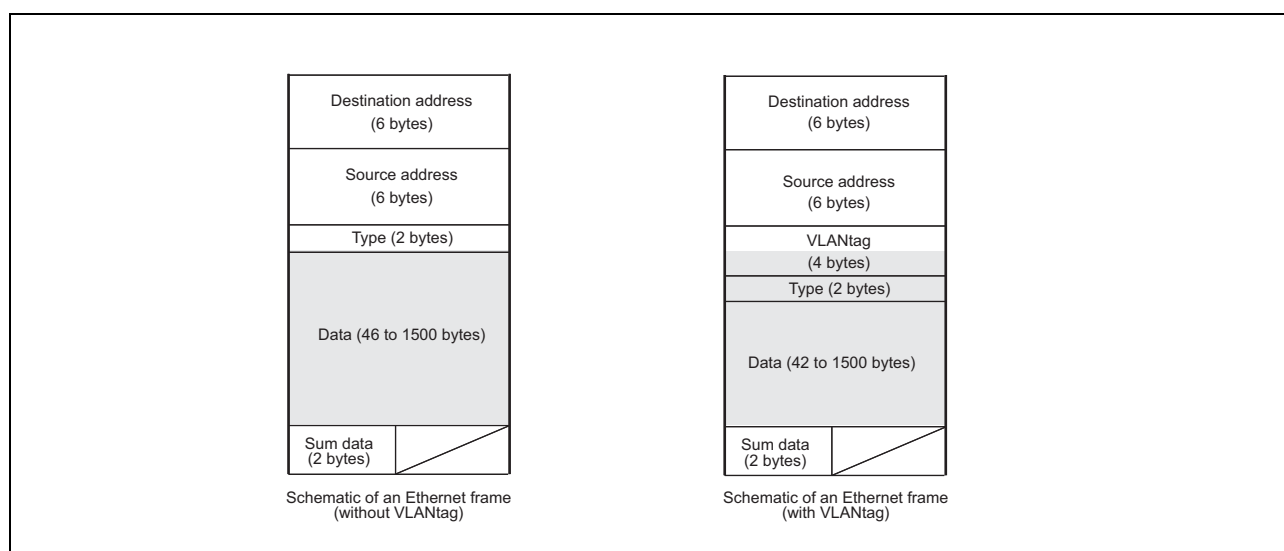 Destination address
(6 bytes)
Source address
(6 bytes)
Type (2 bytes)
Data (46 to 1500 bytes)
Sum data
(2 bytes)
Schematic of an Ethernet frame
(without VLANtag)
Destination address
(6 bytes)
Source address
(6 bytes)
VLANtag
(4 bytes)
Type (2 bytes)
Data (42 to 1500 bytes)
Sum data
(2 bytes)
Schematic of an Ethernet frame
(with VLANtag)